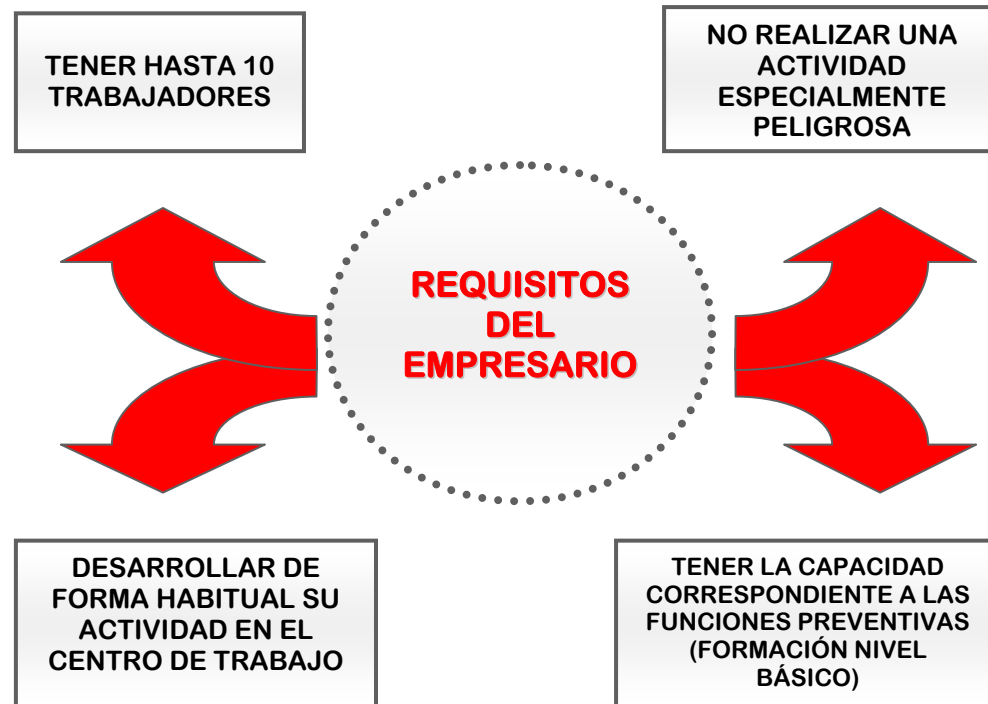 TENER HASTA 10
TRABAJADORES
NO REALIZAR UNA
ACTIVIDAD
ESPECIALMENTE
PELIGROSA
REQUISITOS
DEL
EMPRESARIO
DESARROLLAR DE
FORMA HABITUAL SU
ACTIVIDAD EN EL
CENTRO DE TRABAJO
TENER LA CAPACIDAD
CORRESPONDIENTE A LAS
FUNCIONES PREVENTIVAS
(FORMACIÓN NIVEL
BÁSICO)